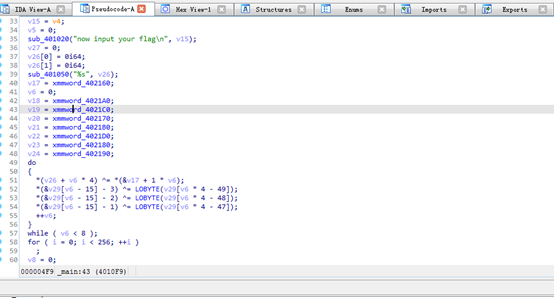 IDA View-A Pseudocode-A Hex View-1 Structures Enums Imports Exports
33 v15 = v4;
34 v5 = 0;
35 sub_401020("now input your flag\n", v15);
36 v27 = 0;
37 v26[0] = 0i64;
38 v26[1] = 0i64;
39 sub_401050("%s", v26);
40 v17 = xmmword_402160;
41 v6 = 0;
42 v18 = xmmword_4021A0;
43 v19 = xmmword_4021C0;
44 v20 = xmmword_402170;
45 v21 = xmmword_4021B0;
46 v22 = xmmword_4021D0;
47 v23 = xmmword_402180;
48 v24 = xmmword_402190;
49 do
50 {
51 *(v26 + v6 * 4) ^= *(&v17 + 1 * v6);
52 *(&v29[v6 - 15] - 3) ^= LOBYTE(v29[v6 * 4 - 49]);
53 *(&v29[v6 - 15] - 2) ^= LOBYTE(v29[v6 * 4 - 48]);
54 *(&v29[v6 - 15] - 1) ^= LOBYTE(v29[v6 * 4 - 47]);
55 ++v6;
56 }
57 while ( v6 < 8 );
58 for ( i = 0; i < 256; ++i )
59 ;
60 v8 = 0;
000004F9 _main:43 (4010F9)